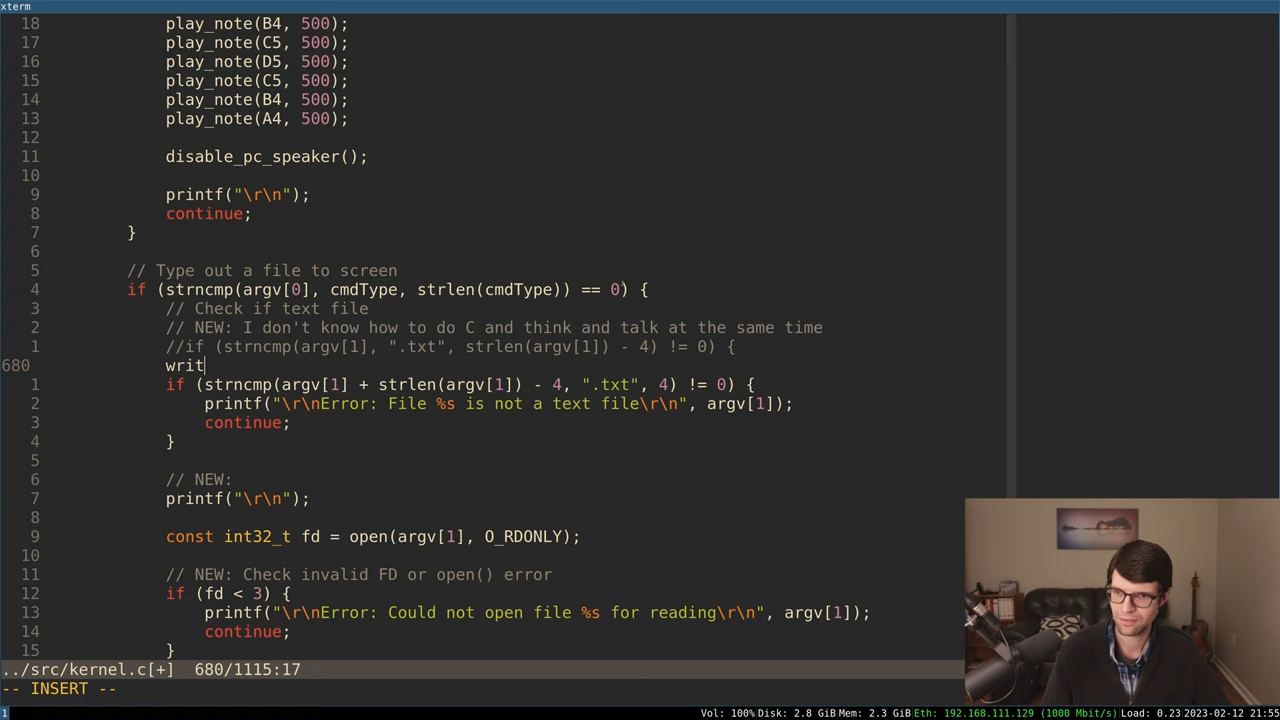 xterm
18 play_note(B4, 500);
17 play_note(C5, 500);
16 play_note(D5, 500);
15 play_note(C5, 500);
14 play_note(B4, 500);
13 play_note(A4, 500);
12
11 disable_pc_speaker();
10
9 printf("\r\n");
8 continue;
7 }
6
5 // Type out a file to screen
4 if (strncmp(argv[0], cmdType, strlen(cmdType)) == 0) {
3 // Check if text file
2 // NEW: I don't know how to do C and think and talk at the same time
1 //if (strncmp(argv[1], ".txt", strlen(argv[1]) - 4) != 0) {
680 writ
1 if (strncmp(argv[1] + strlen(argv[1]) - 4, ".txt", 4) != 0) {
2 printf("\r\nError: File %s is not a text file\r\n", argv[1]);
3 continue;
4 }
5
6 // NEW:
7 printf("\r\n");
8
9 const int32_t fd = open(argv[1], O_RDONLY);
10
11 // NEW: Check invalid FD or open() error
12 if (fd < 3) {
13 printf("\r\nError: Could not open file %s for reading\r\n", argv[1]);
14 continue;
15 }
../src/kernel.c[+] 680/1115:17
-- INSERT --
1 Vol: 100% Disk: 2.8 GiB Mem: 2.3 GiB Eth: 192.168.111.129 (1000 Mbit/s) Load: 0.23 2023-02-12 21:55